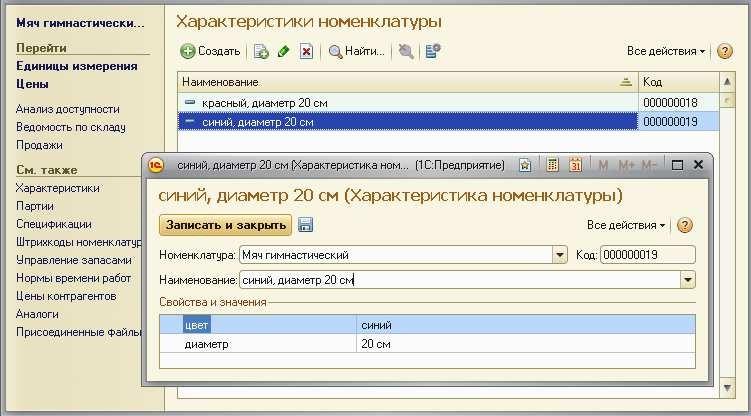 Мяч гимнастически...
Перейти
Единицы измерения
Цены
Анализ доступности
Ведомость по складу
Продажи
См. также
Характеристики
Партии
Спецификации
Штрихкоды номенклатур
Управление запасами
Нормы времени работ
Цены контрагентов
Аналоги
Присоединенные файлы
Характеристики номенклатуры
Создать Найти... Все действия ?
Наименование Код
красный, диаметр 20 см 000000018
синий, диаметр 20 см 000000019
1С синий, диаметр 20 см (Характеристика ном... (1С:Предприятие) 31 M M+ M-
синий, диаметр 20 см (Характеристика номенклатуры)
Записать и закрыть Все действия ?
Номенклатура: Мяч гимнастический Код: 000000019
Наименование: синий, диаметр 20 см
Свойства и значения
цвет синий
диаметр 20 см